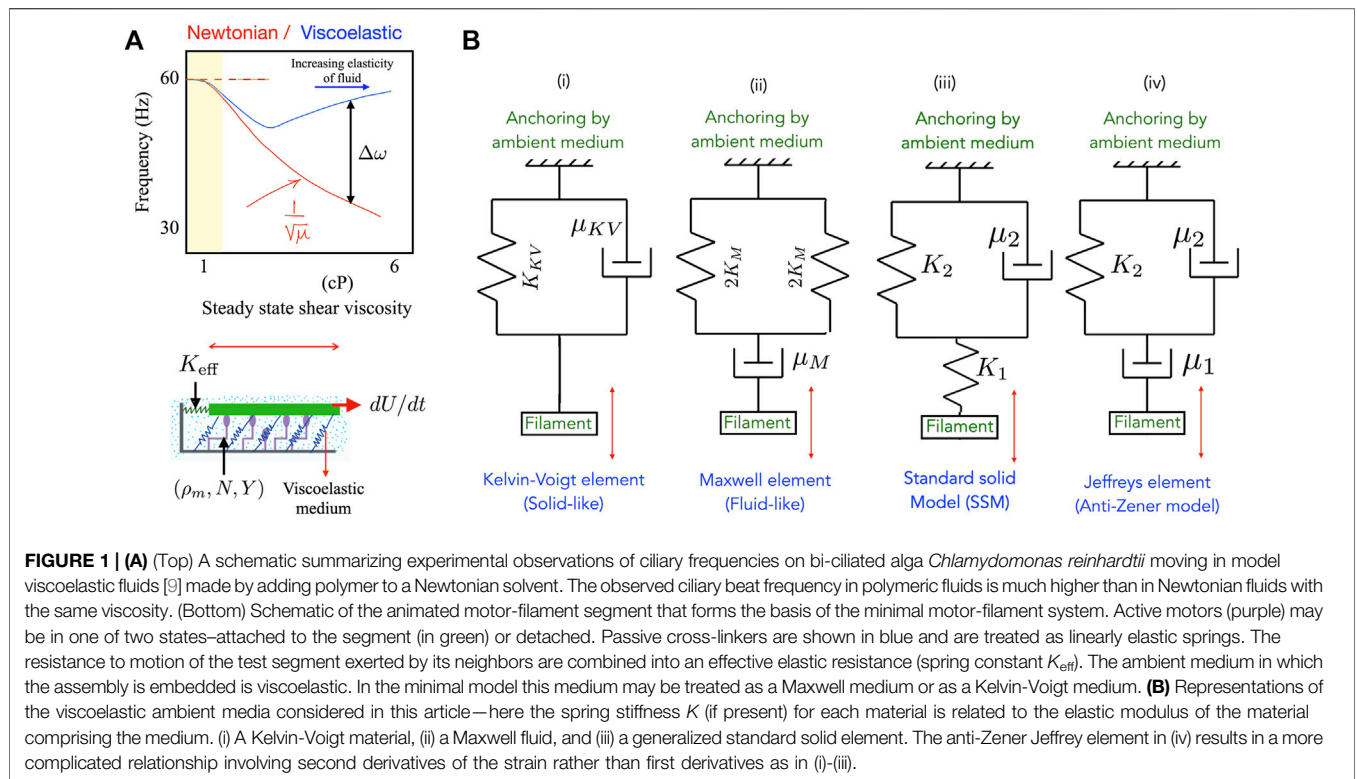 A
Newtonian / Viscoelastic
Increasing elasticity
of fluid
60
Frequency (Hz)
Δω
1/√μ
30
1
6
(cP)
Steady state shear viscosity
K_eff
dU/dt
(ρ_m, N, Y)
Viscoelastic
medium
B
(i)
Anchoring by
ambient medium
K_KV
μ_KV
Filament
Kelvin-Voigt element
(Solid-like)
(ii)
Anchoring by
ambient medium
2K_M
2K_M
μ_M
Filament
Maxwell element
(Fluid-like)
(iii)
Anchoring by
ambient medium
K_2
μ_2
K_1
Filament
Standard solid
Model (SSM)
(iv)
Anchoring by
ambient medium
K_2
μ_2
μ_1
Filament
Jeffreys element
(Anti-Zener model)
FIGURE 1 | (A) (Top) A schematic summarizing experimental observations of ciliary frequencies on bi-ciliated alga Chlamydomonas reinhardtii moving in model
viscoelastic fluids [9] made by adding polymer to a Newtonian solvent. The observed ciliary beat frequency in polymeric fluids is much higher than in Newtonian fluids with
the same viscosity. (Bottom) Schematic of the animated motor-filament segment that forms the basis of the minimal motor-filament system. Active motors (purple) may
be in one of two states–attached to the segment (in green) or detached. Passive cross-linkers are shown in blue and are treated as linearly elastic springs. The
resistance to motion of the test segment exerted by its neighbors are combined into an effective elastic resistance (spring constant K_eff). The ambient medium in which
the assembly is embedded is viscoelastic. In the minimal model this medium may be treated as a Maxwell medium or as a Kelvin-Voigt medium. (B) Representations of
the viscoelastic ambient media considered in this article—here the spring stiffness K (if present) for each material is related to the elastic modulus of the material
comprising the medium. (i) A Kelvin-Voigt material, (ii) a Maxwell fluid, and (iii) a generalized standard solid element. The anti-Zener Jeffrey element in (iv) results in a more
complicated relationship involving second derivatives of the strain rather than first derivatives as in (i)-(iii).